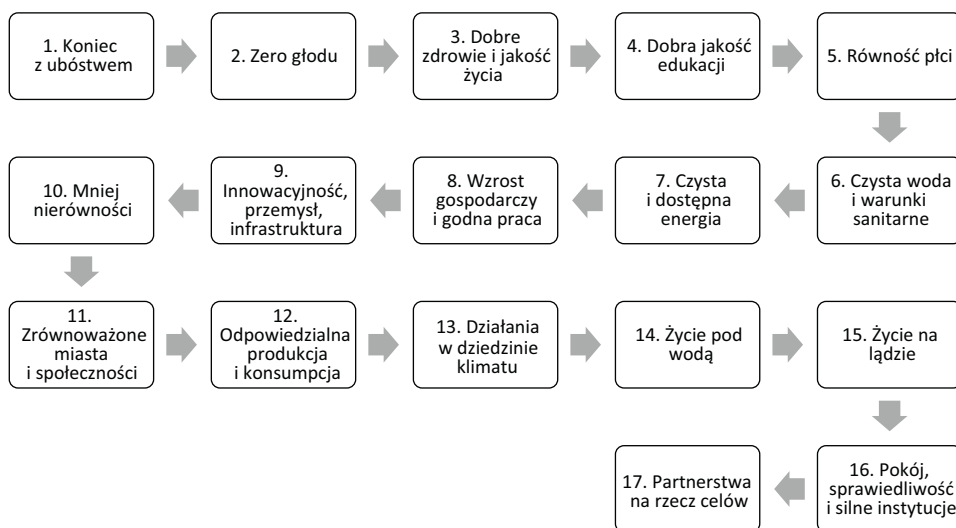 1. Koniec
z ubóstwem
2. Zero głodu
3. Dobre
zdrowie i jakość
życia
4. Dobra jakość
edukacji
5. Równość płci
6. Czysta woda
i warunki
sanitarne
7. Czysta
i dostępna
energia
8. Wzrost
gospodarczy
i godna praca
9.
Innowacyjność,
przemysł,
infrastruktura
10. Mniej
nierówności
11.
Zrównoważone
miasta
i społeczności
12.
Odpowiedzialna
produkcja
i konsumpcja
13. Działania
w dziedzinie
klimatu
14. Życie pod
wodą
15. Życie na
lądzie
16. Pokój,
sprawiedliwość
i silne instytucje
17. Partnerstwa
na rzecz celów